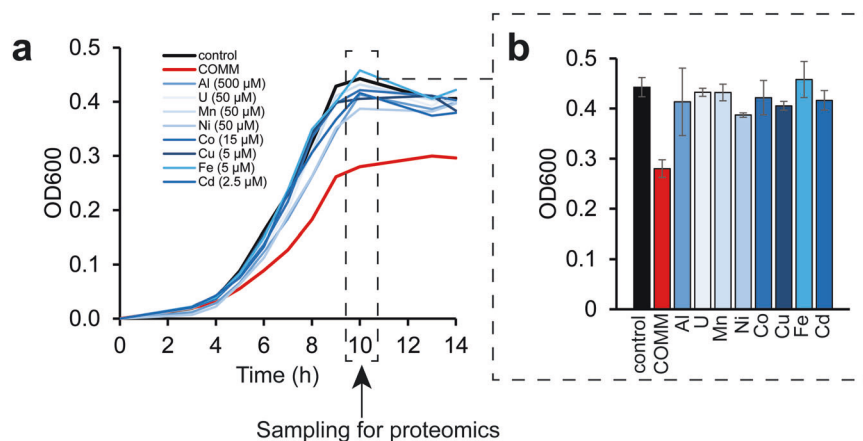 a
OD600
0.5
0.4
0.3
0.2
0.1
0.0
control
COMM
Al (500 µM)
U (50 µM)
Mn (50 µM)
Ni (50 µM)
Co (15 µM)
Cu (5 µM)
Fe (5 µM)
Cd (2.5 µM)
0 2 4 6 8 10 12 14
Time (h)
Sampling for proteomics
b
OD600
0.5
0.4
0.3
0.2
0.1
0
control COMM Al U Mn Ni Co Cu Fe Cd